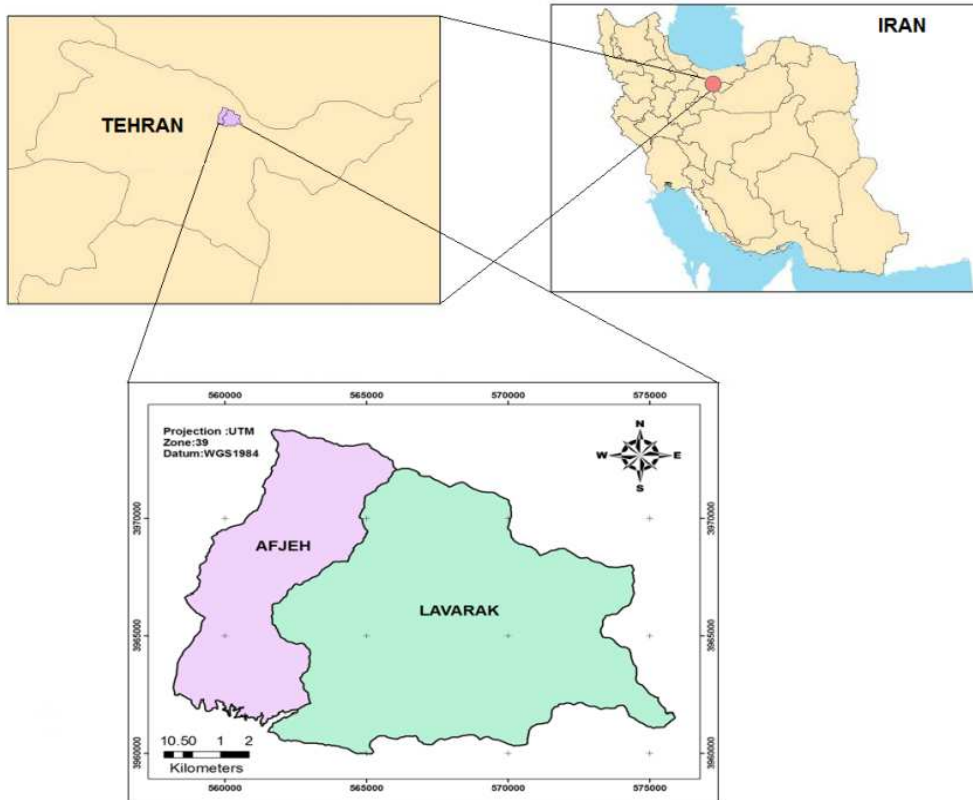 IRAN
TEHRAN
560000 565000 570000 575000
Projection :UTM
Zone:39
Datum:WGS1984
N
W E
S
3970000 3970000
AFJEH
LAVARAK
3965000 3965000
10.50 1 2
Kilometers
3960000 3960000
560000 565000 570000 575000